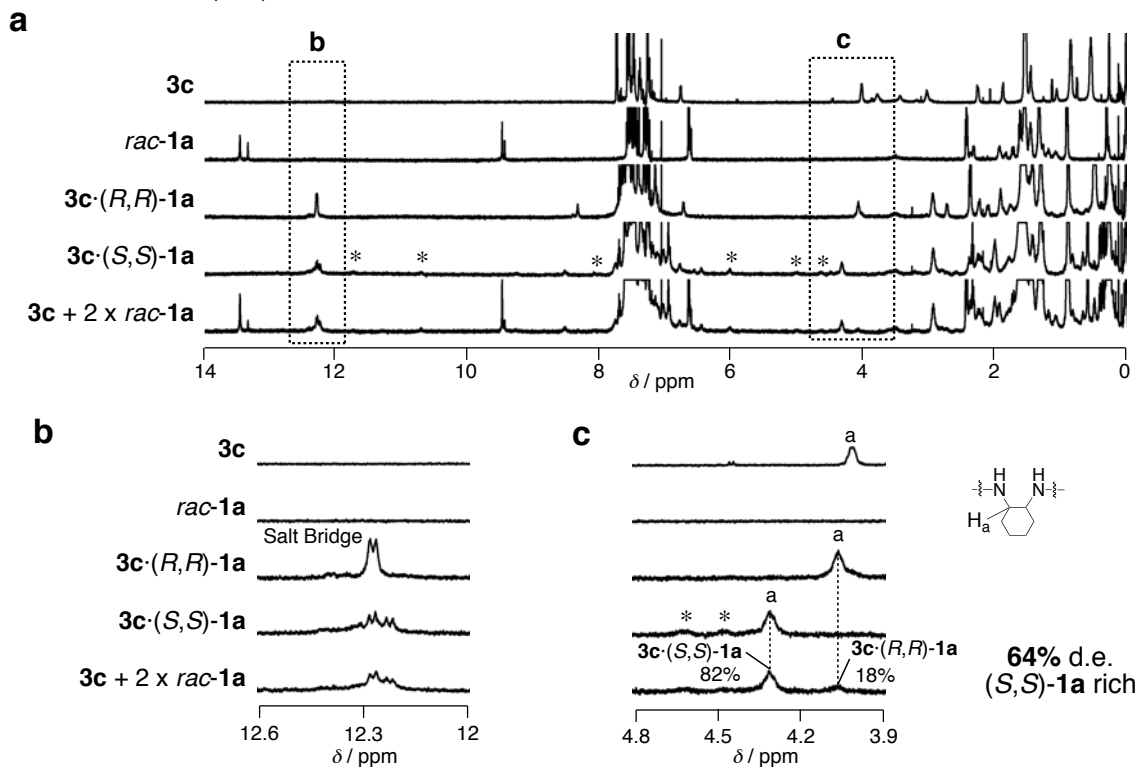 a
b
c
3c
rac-1a
3c·(R,R)-1a
3c·(S,S)-1a
* * * * * *
3c + 2 x rac-1a
14 12 10 8 6 4 2 0
δ / ppm
b
3c
rac-1a
Salt Bridge
3c·(R,R)-1a
3c·(S,S)-1a
3c + 2 x rac-1a
12.6 12.3 12
δ / ppm
c
a
a
a
* *
3c·(S,S)-1a
82%
3c·(R,R)-1a
18%
4.8 4.5 4.2 3.9
δ / ppm
H H
N N
Ha
64% d.e.
(S,S)-1a rich